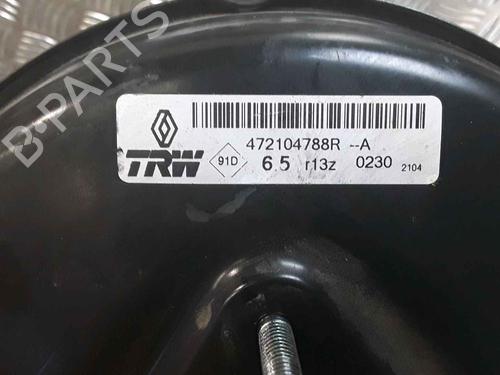 B-PARTS
472104788R --A
TRW
91D
6.5 r13z 0230 2104